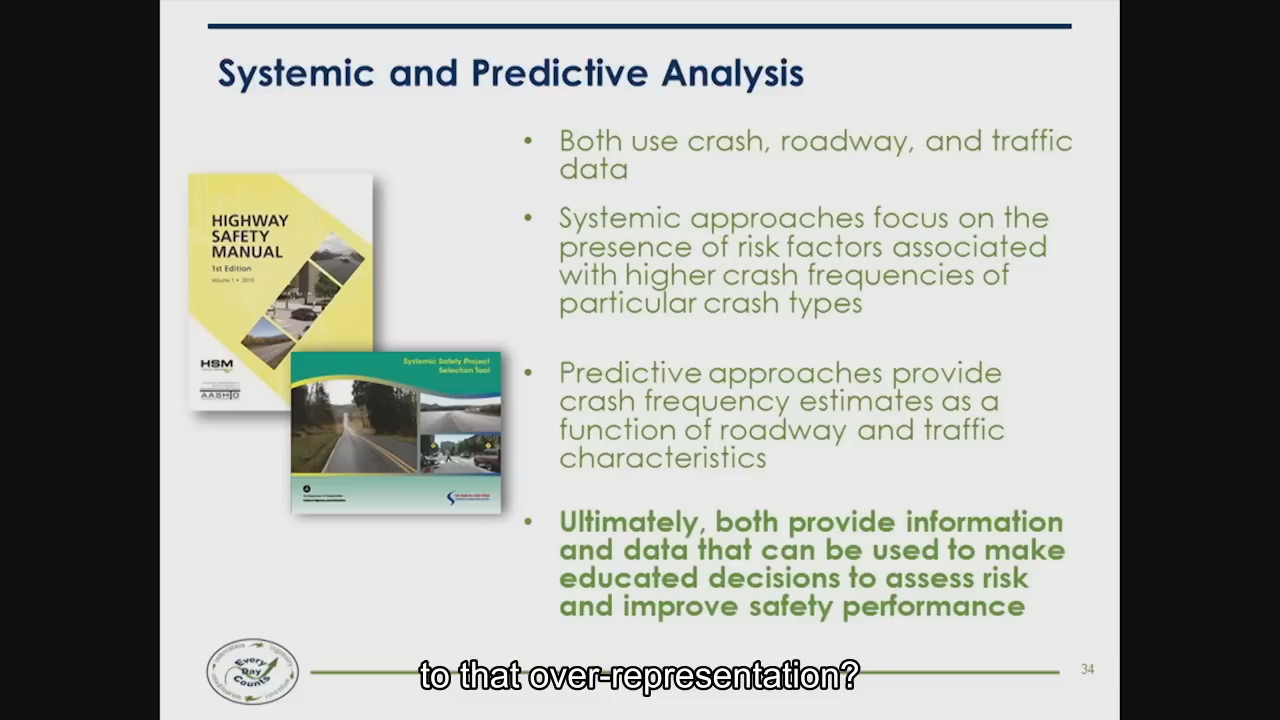 Systemic and Predictive Analysis
• Both use crash, roadway, and traffic
data
• Systemic approaches focus on the
presence of risk factors associated
with higher crash frequencies of
particular crash types
• Predictive approaches provide
crash frequency estimates as a
function of roadway and traffic
characteristics
• Ultimately, both provide information
and data that can be used to make
educated decisions to assess risk
and improve safety performance
HIGHWAY
SAFETY
MANUAL
1st Edition
Volume 1 • 2010
HSM
AASHTO
Systemic Safety Project
Selection Tool
Every
Day
Counts
34
to that over-representation?